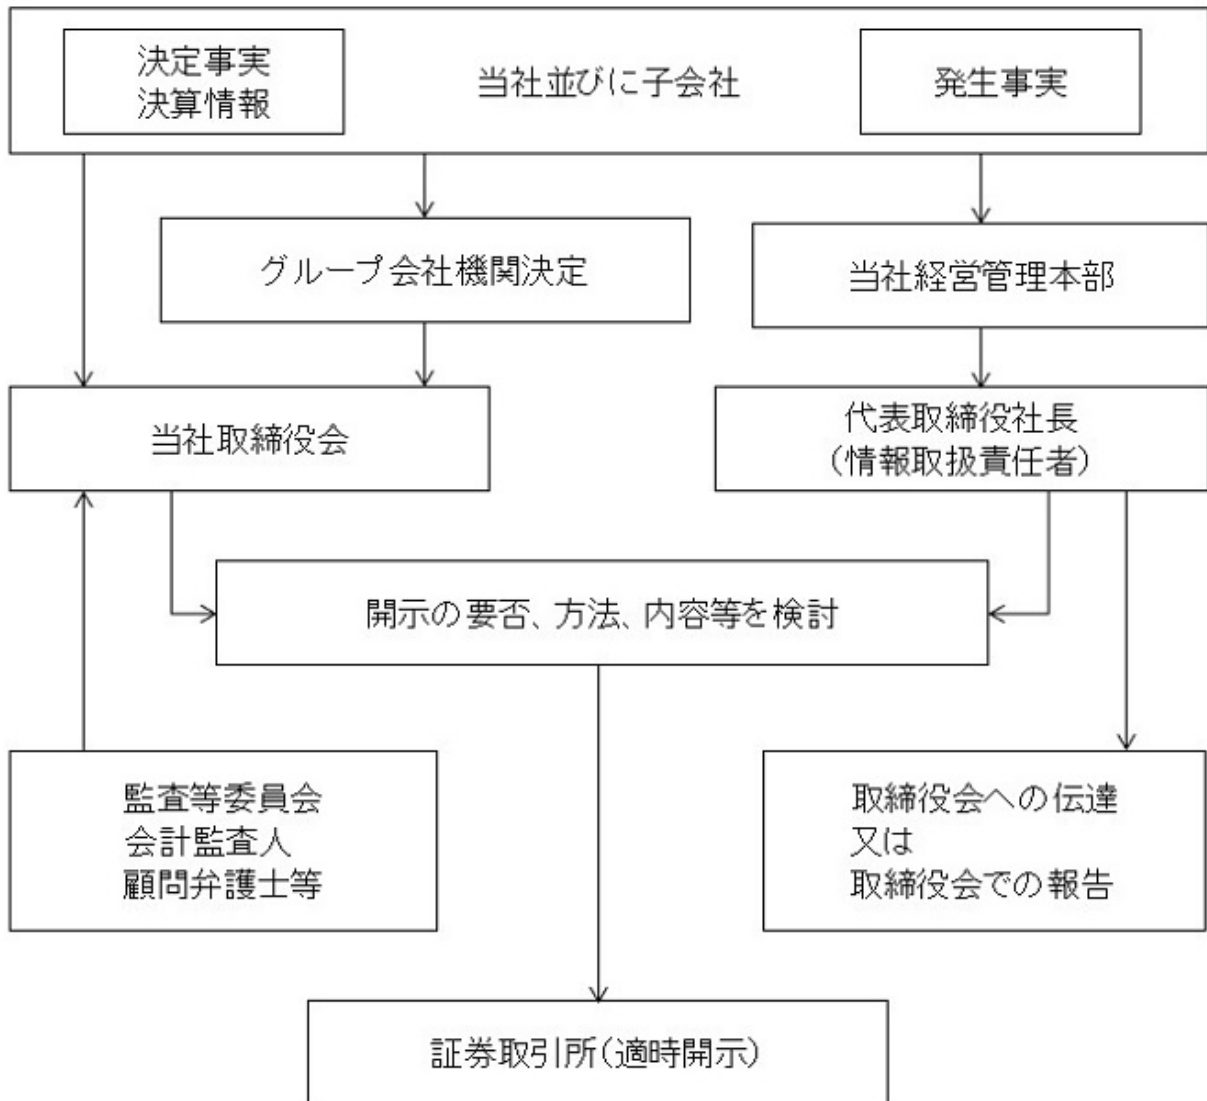 決定事実
決算情報
当社並びに子会社
発生事実
グループ会社機関決定
当社経営管理本部
当社取締役会
代表取締役社長
(情報取扱責任者)
開示の要否、方法、内容等を検討
監査等委員会
会計監査人
顧問弁護士等
取締役会への伝達
又は
取締役会での報告
証券取引所(適時開示)